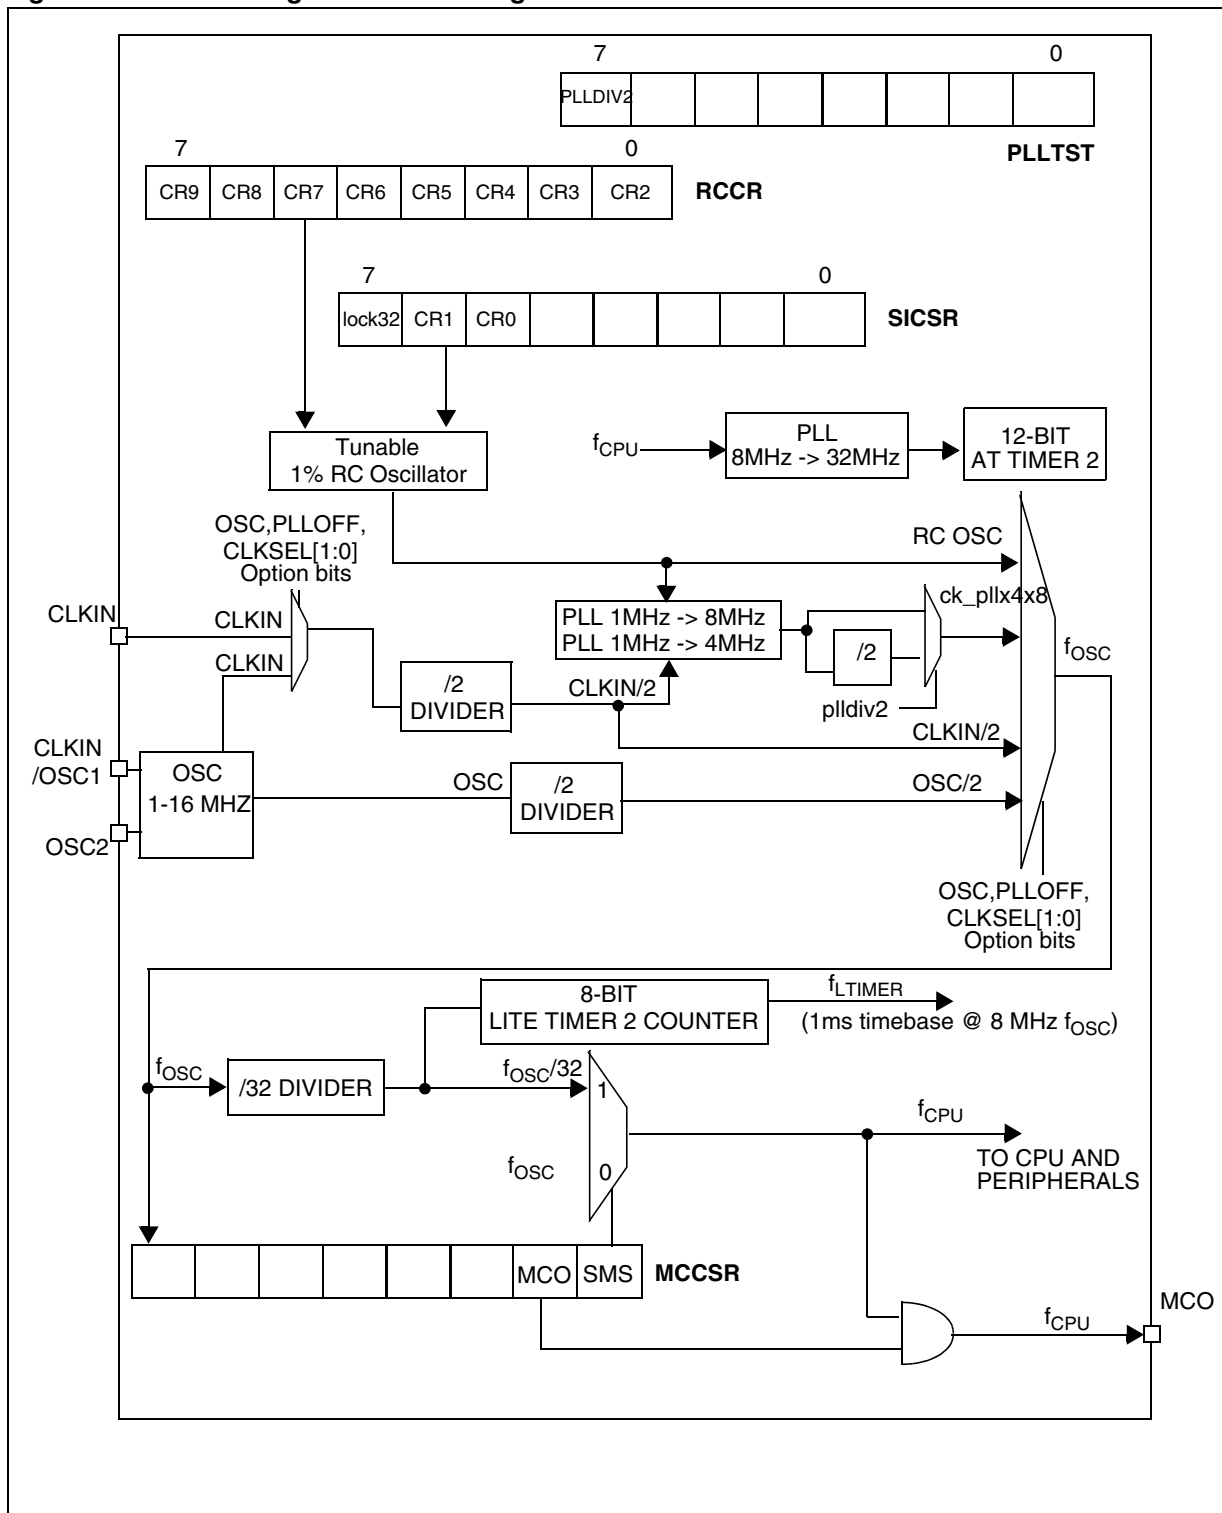 7 0
PLLDIV2
PLLTST
7 0
CR9 CR8 CR7 CR6 CR5 CR4 CR3 CR2 RCCR
7 0
lock32 CR1 CR0 SICSR
Tunable
1% RC Oscillator
fCPU
PLL
8MHz -> 32MHz
12-BIT
AT TIMER 2
OSC,PLLOFF,
CLKSEL[1:0]
Option bits
RC OSC
CLKIN
CLKIN
CLKIN
PLL 1MHz -> 8MHz
PLL 1MHz -> 4MHz
/2
ck_pllx4x8
plldiv2
fOSC
/2
DIVIDER
CLKIN/2
CLKIN/2
CLKIN
/OSC1
OSC2
OSC
1-16 MHZ
OSC
/2
DIVIDER
OSC/2
OSC,PLLOFF,
CLKSEL[1:0]
Option bits
8-BIT
LITE TIMER 2 COUNTER
fLTIMER
(1ms timebase @ 8 MHz fOSC)
fOSC
/32 DIVIDER
fOSC/32
1
fOSC
0
fCPU
TO CPU AND
PERIPHERALS
MCO SMS MCCSR
fCPU
MCO